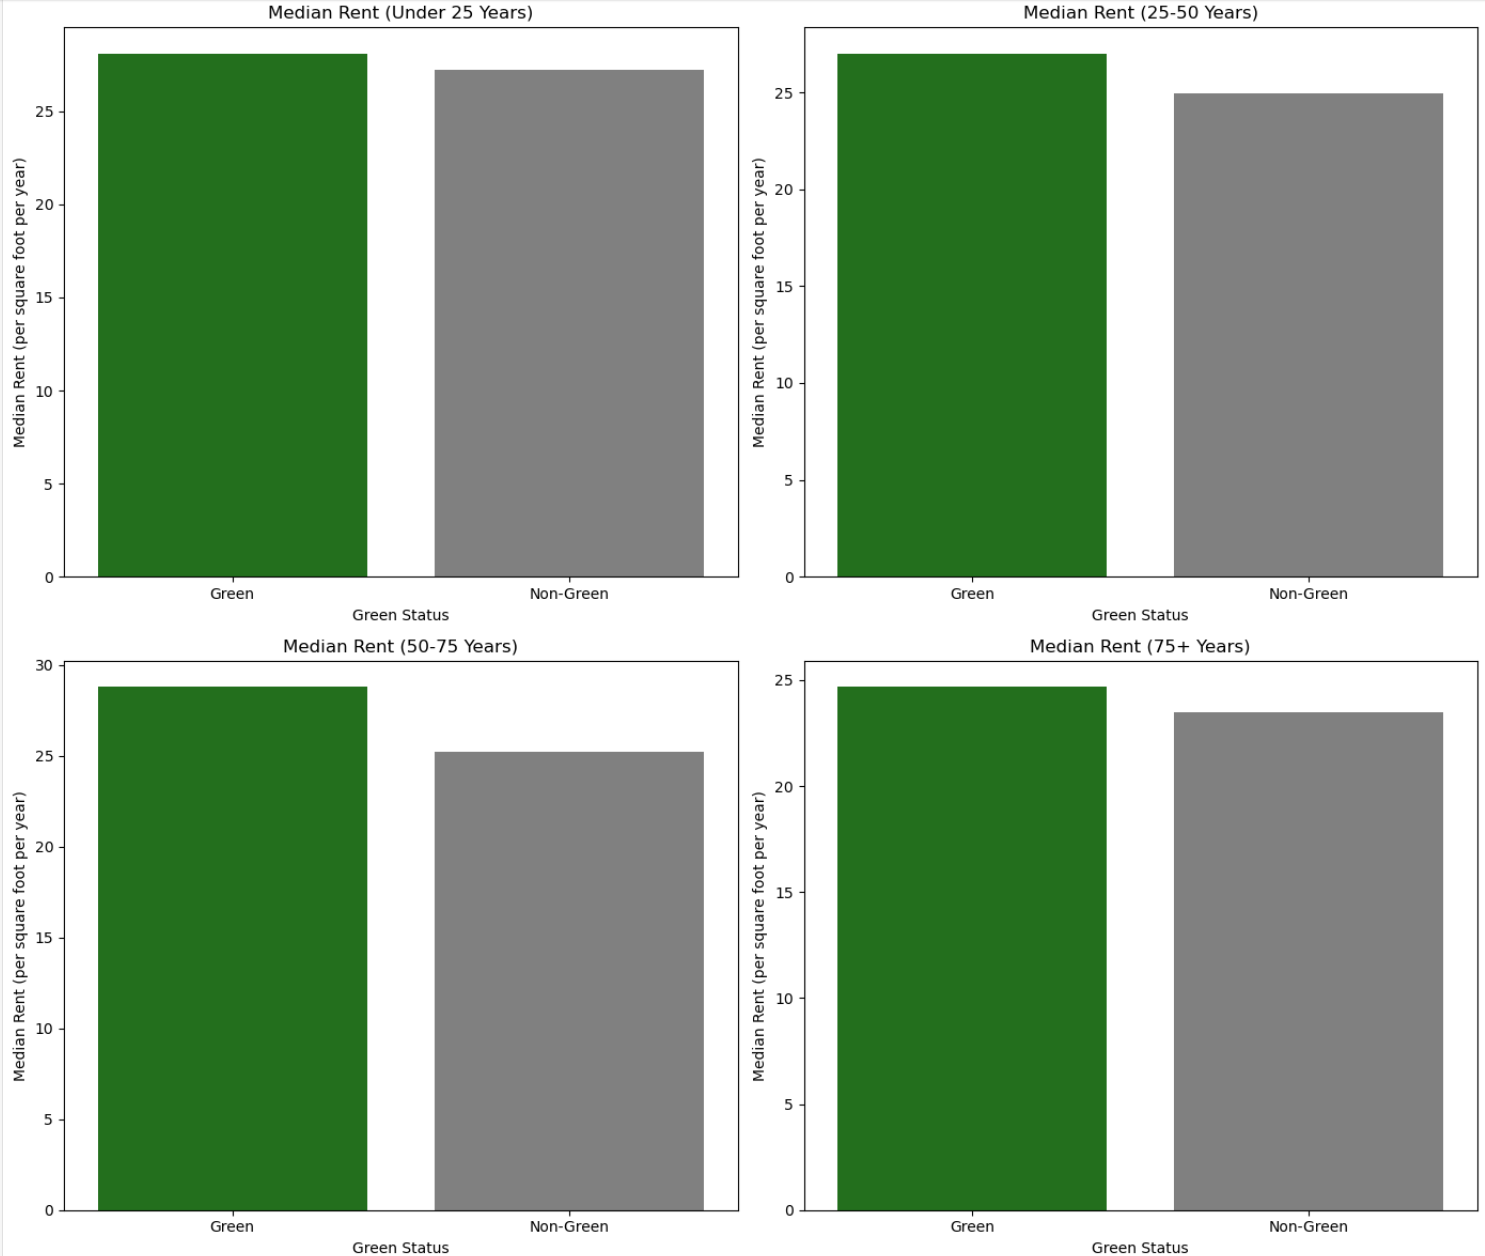 Median Rent (Under 25 Years)
Median Rent (per square foot per year)
25
20
15
10
5
0
Green
Non-Green
Green Status
Median Rent (25-50 Years)
Median Rent (per square foot per year)
25
20
15
10
5
0
Green
Non-Green
Green Status
Median Rent (50-75 Years)
Median Rent (per square foot per year)
30
25
20
15
10
5
0
Green
Non-Green
Green Status
Median Rent (75+ Years)
Median Rent (per square foot per year)
25
20
15
10
5
0
Green
Non-Green
Green Status